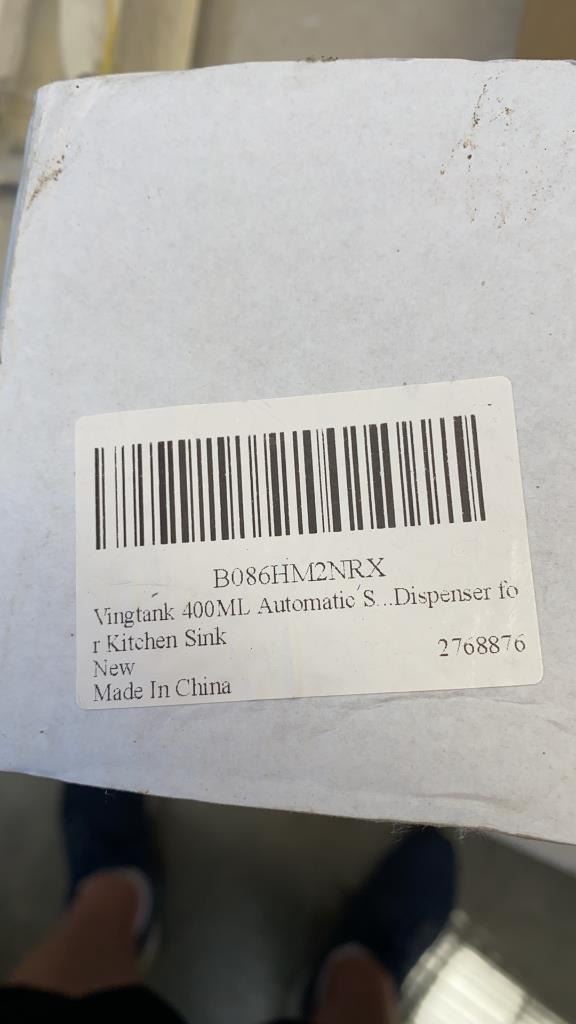 B086HM2NRX
Vingtank 400ML Automatic S...Dispenser fo
r Kitchen Sink
New
2768876
Made In China